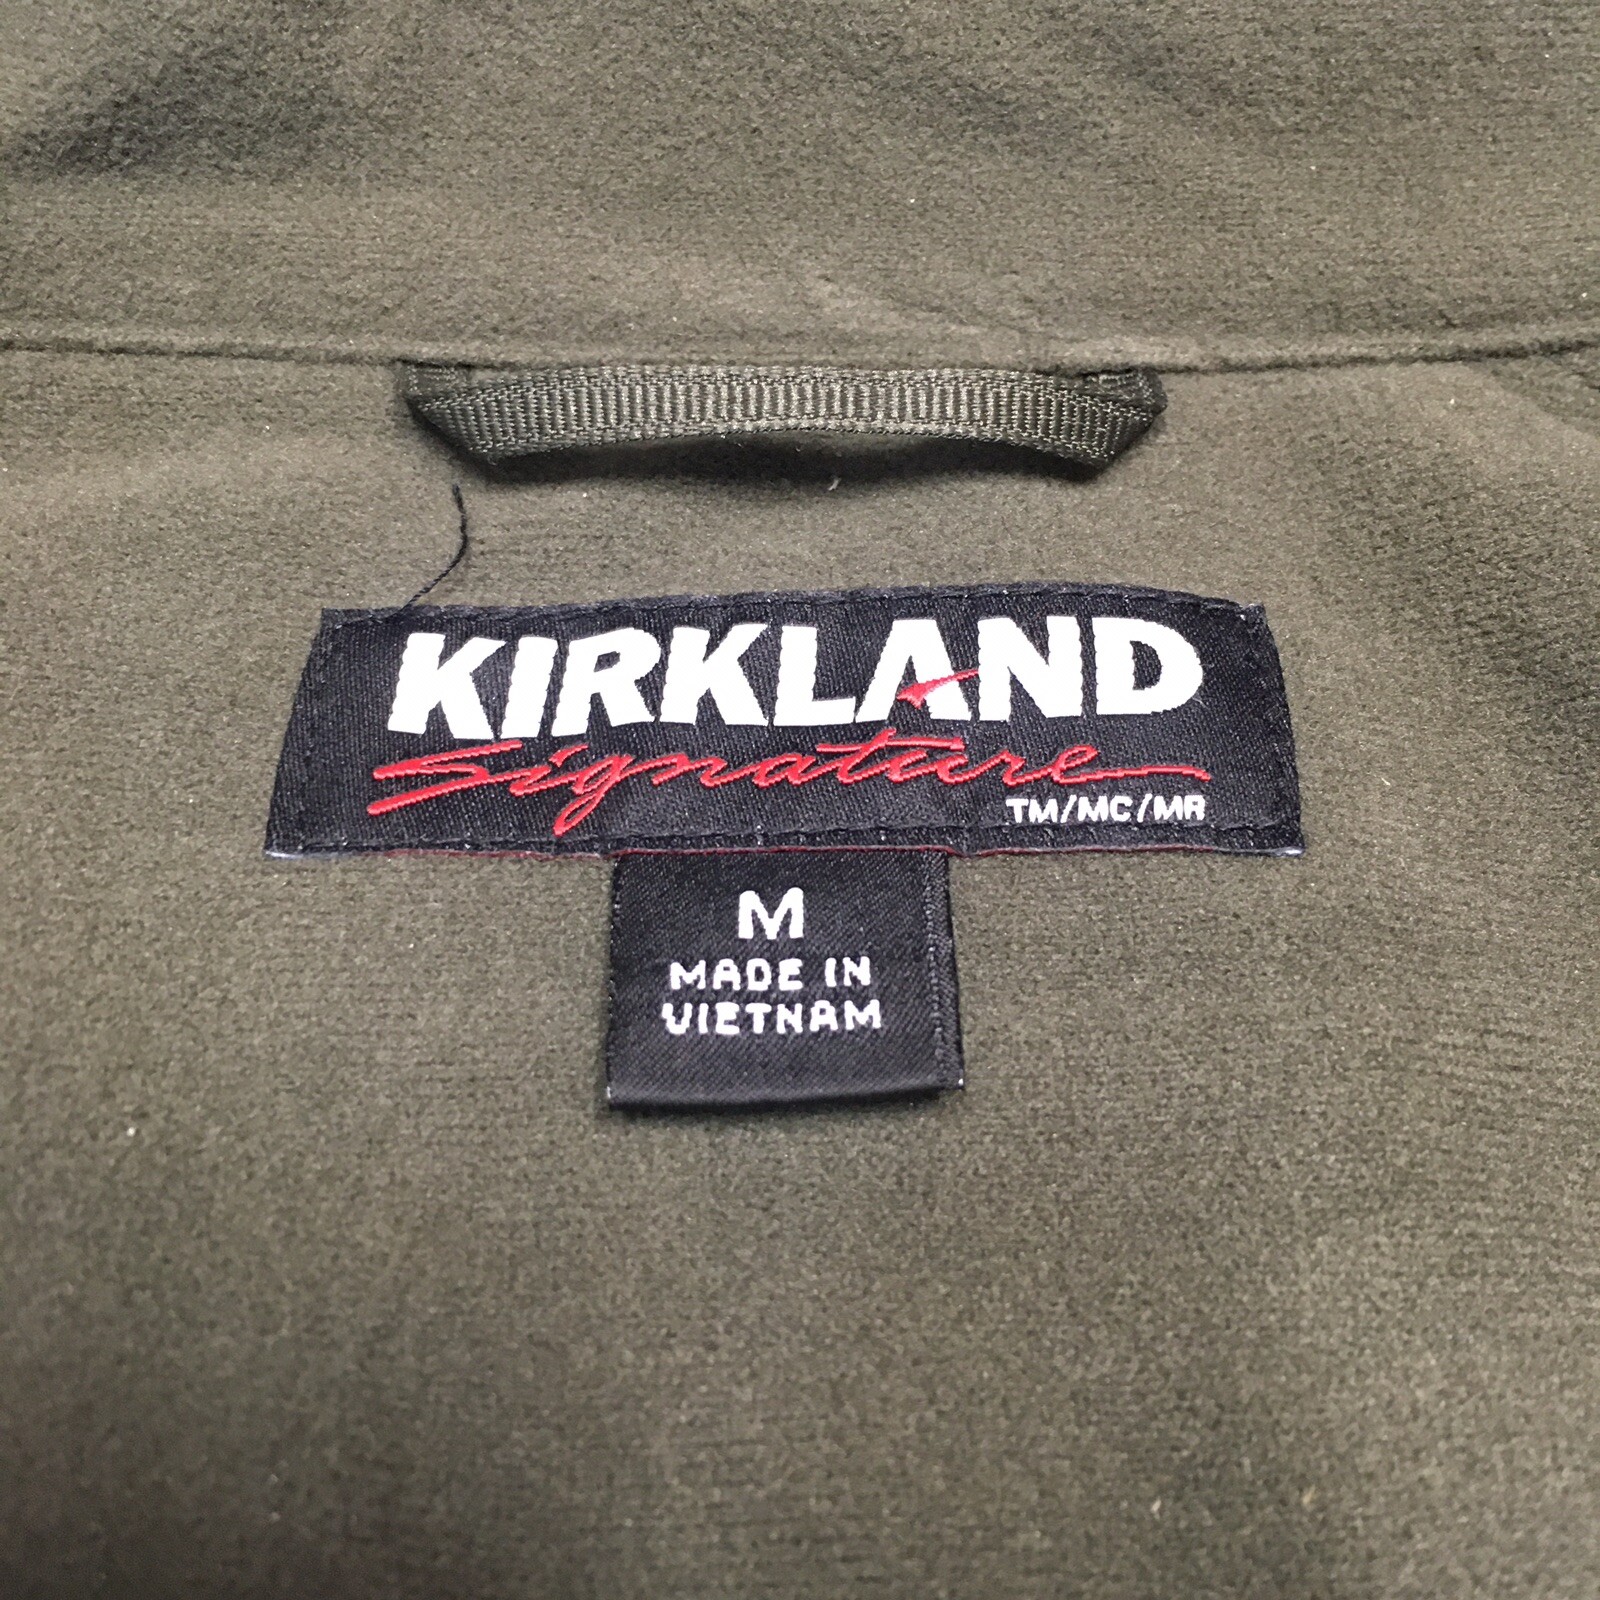 KIRKLAND
Signature
TM/MC/MR
M
MADE IN
VIETNAM